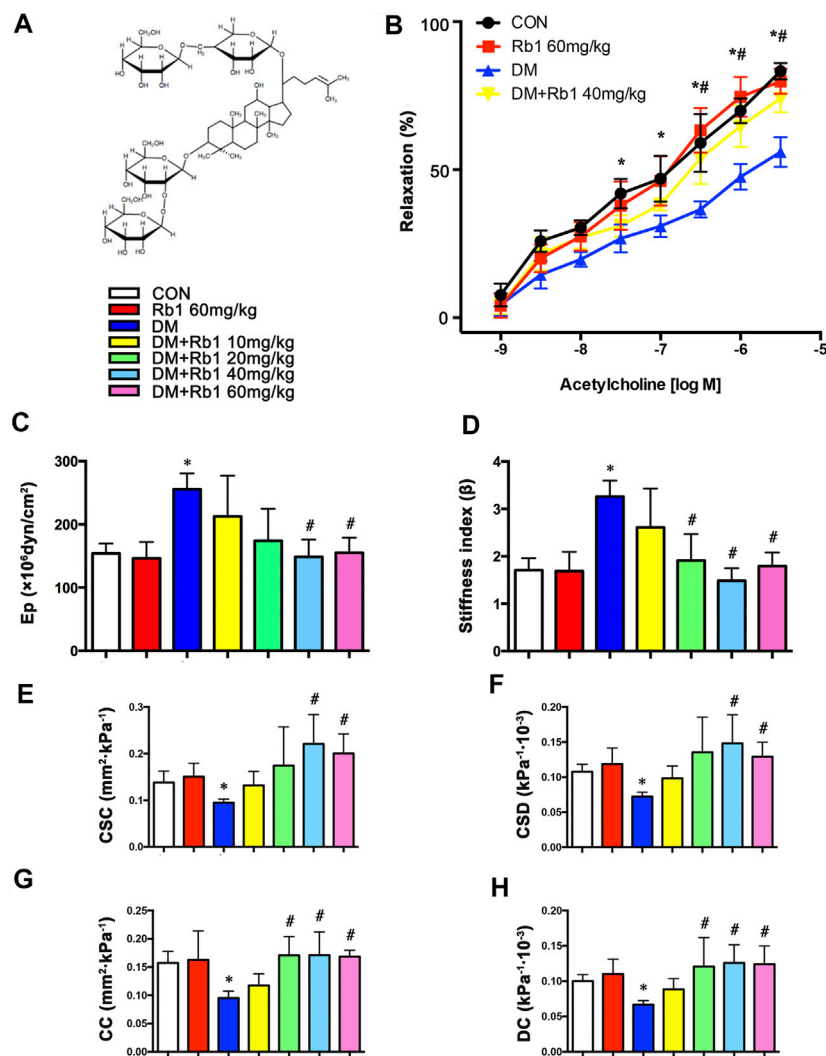 A
B
CON
Rb1 60mg/kg
DM
DM+Rb1 40mg/kg
* * *# *# *#
Relaxation (%)
100
50
0
-9 -8 -7 -6 -5
Acetylcholine [log M]
CON
Rb1 60mg/kg
DM
DM+Rb1 10mg/kg
DM+Rb1 20mg/kg
DM+Rb1 40mg/kg
DM+Rb1 60mg/kg
C
Ep (×10⁶dyn/cm²)
300
200
100
0
* # #
D
Stiffness index (β)
4
3
2
1
0
* # # #
E
CSC (mm²·kPa⁻¹)
0.3
0.2
0.1
0.0
* # #
F
CSD (kPa⁻¹·10⁻³)
0.20
0.15
0.10
0.05
0.00
* # #
G
CC (mm²·kPa⁻¹)
0.25
0.20
0.15
0.10
0.05
0.00
* # # #
H
DC (kPa⁻¹·10⁻³)
0.20
0.15
0.10
0.05
0.00
* # # #